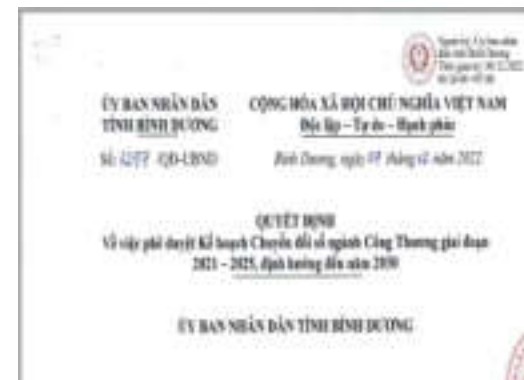 ỦY BAN NHÂN DÂN
TỈNH BÌNH DƯƠNG
CỘNG HÒA XÃ HỘI CHỦ NGHĨA VIỆT NAM
Độc lập – Tự do – Hạnh phúc
Số: /QĐ-UBND
Bình Dương, ngày tháng năm 2022
QUYẾT ĐỊNH
Về việc phê duyệt Kế hoạch Chuyển đổi số ngành Công Thương giai đoạn
2021 – 2025, định hướng đến năm 2030
ỦY BAN NHÂN DÂN TỈNH BÌNH DƯƠNG